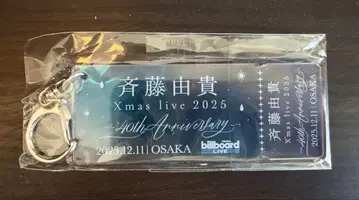 斉藤由貴
Xmas live 2025
40th Anniversary
2025.12.11 | OSAKA
billboard
LIVE
斉藤由貴
Xmas live 2025
40th Anniversary
2025.12.11 | OSAKA